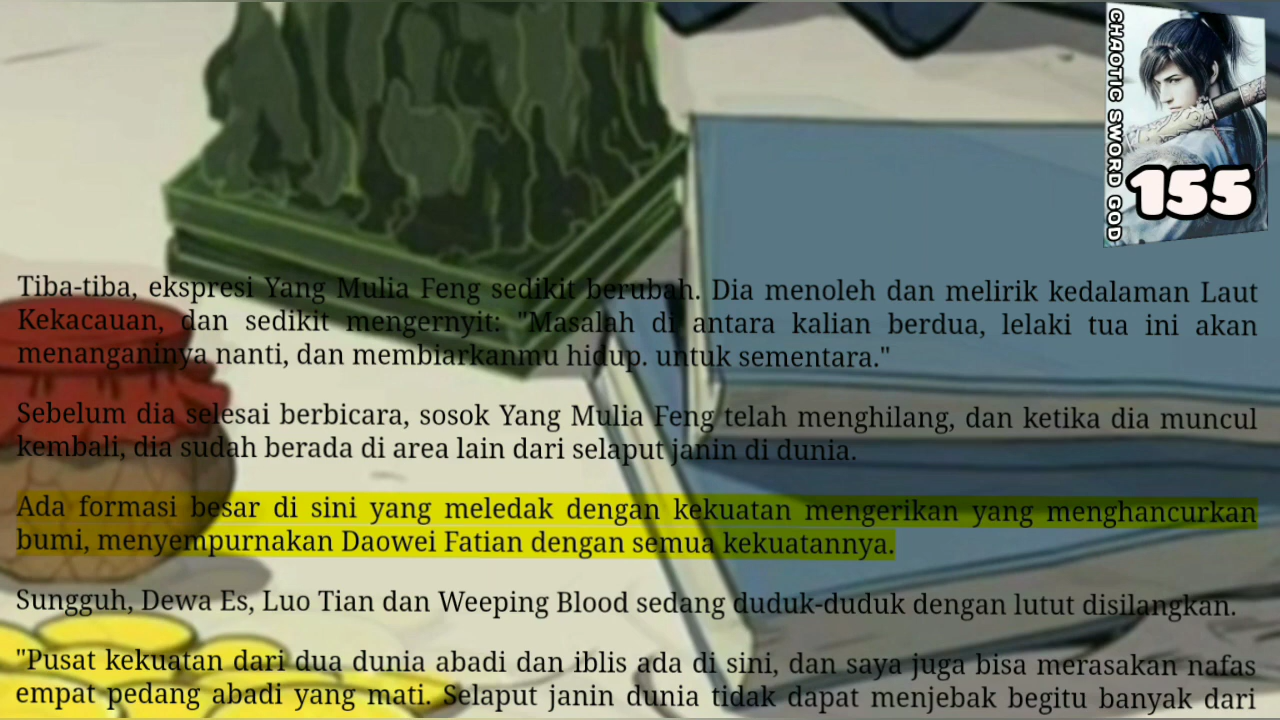 CHAOTIC SWORD GOD
155
Tiba-tiba, ekspresi Yang Mulia Feng sedikit berubah. Dia menoleh dan melirik kedalaman Laut
Kekacauan, dan sedikit mengernyit: "Masalah di antara kalian berdua, lelaki tua ini akan
menanganinya nanti, dan membiarkanmu hidup. untuk sementara."
Sebelum dia selesai berbicara, sosok Yang Mulia Feng telah menghilang, dan ketika dia muncul
kembali, dia sudah berada di area lain dari selaput janin di dunia.
Ada formasi besar di sini yang meledak dengan kekuatan mengerikan yang menghancurkan
bumi, menyempurnakan Daowei Fatian dengan semua kekuatannya.
Sungguh, Dewa Es, Luo Tian dan Weeping Blood sedang duduk-duduk dengan lutut disilangkan.
"Pusat kekuatan dari dua dunia abadi dan iblis ada di sini, dan saya juga bisa merasakan nafas
empat pedang abadi yang mati. Selaput janin dunia tidak dapat menjebak begitu banyak dari